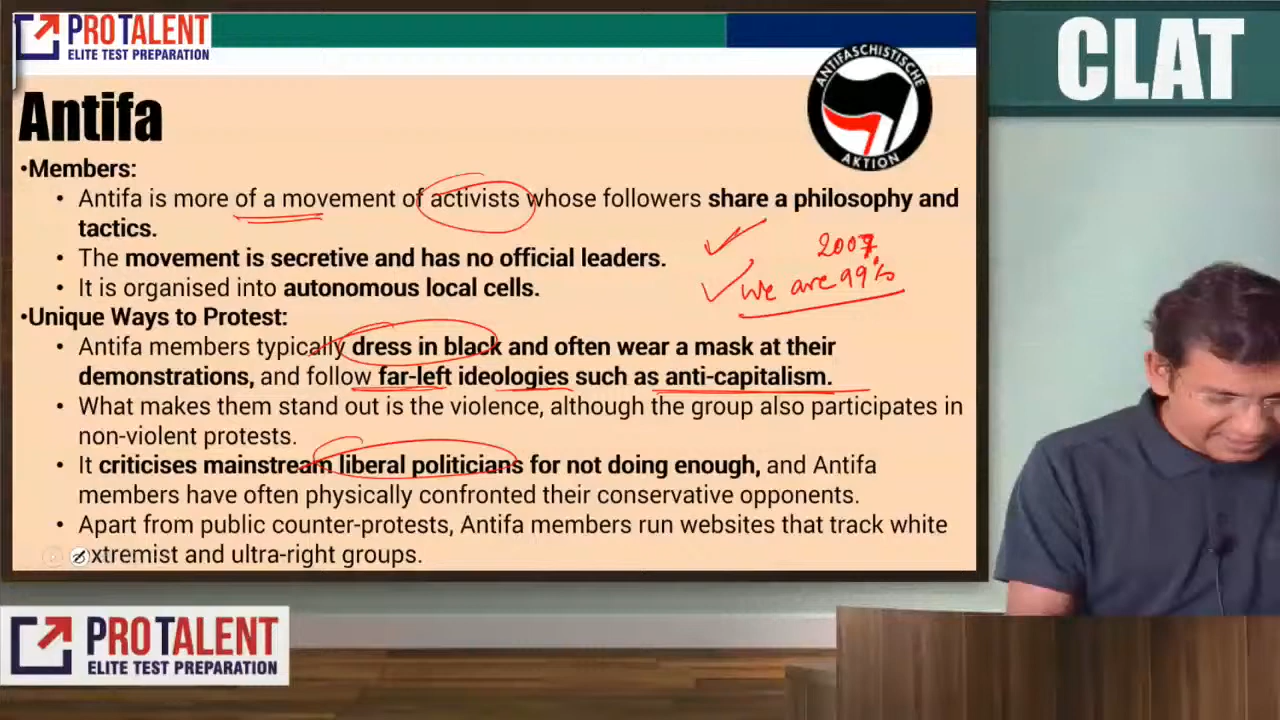 PRO TALENT
ELITE TEST PREPARATION
CLAT
ANTIFASCHISTISCHE
AKTION
Antifa
•Members:
• Antifa is more of a movement of activists whose followers share a philosophy and
tactics.
• The movement is secretive and has no official leaders.
• It is organised into autonomous local cells.
2007
We are 99%
•Unique Ways to Protest:
• Antifa members typically dress in black and often wear a mask at their
demonstrations, and follow far-left ideologies such as anti-capitalism.
• What makes them stand out is the violence, although the group also participates in
non-violent protests.
• It criticises mainstream liberal politicians for not doing enough, and Antifa
members have often physically confronted their conservative opponents.
• Apart from public counter-protests, Antifa members run websites that track white
xtremist and ultra-right groups.
PRO TALENT
ELITE TEST PREPARATION